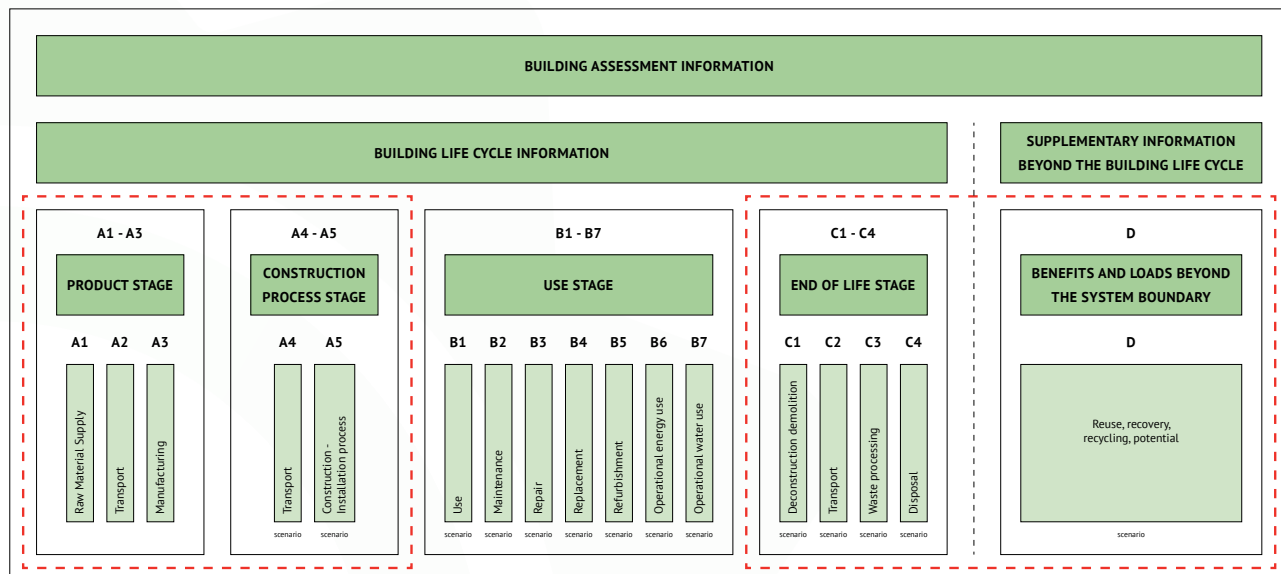 BUILDING ASSESSMENT INFORMATION
BUILDING LIFE CYCLE INFORMATION
SUPPLEMENTARY INFORMATION
BEYOND THE BUILDING LIFE CYCLE
A1 - A3
PRODUCT STAGE
A1 A2 A3
Raw Material Supply
Transport
Manufacturing
A4 - A5
CONSTRUCTION
PROCESS STAGE
A4 A5
Transport
Construction -
Installation process
scenario scenario
B1 - B7
USE STAGE
B1 B2 B3 B4 B5 B6 B7
Use
Maintenance
Repair
Replacement
Refurbishment
Operational energy use
Operational water use
scenario scenario scenario scenario scenario scenario scenario
C1 - C4
END OF LIFE STAGE
C1 C2 C3 C4
Deconstruction demolition
Transport
Waste processing
Disposal
scenario scenario scenario scenario
D
BENEFITS AND LOADS BEYOND
THE SYSTEM BOUNDARY
D
Reuse, recovery,
recycling, potential
scenario